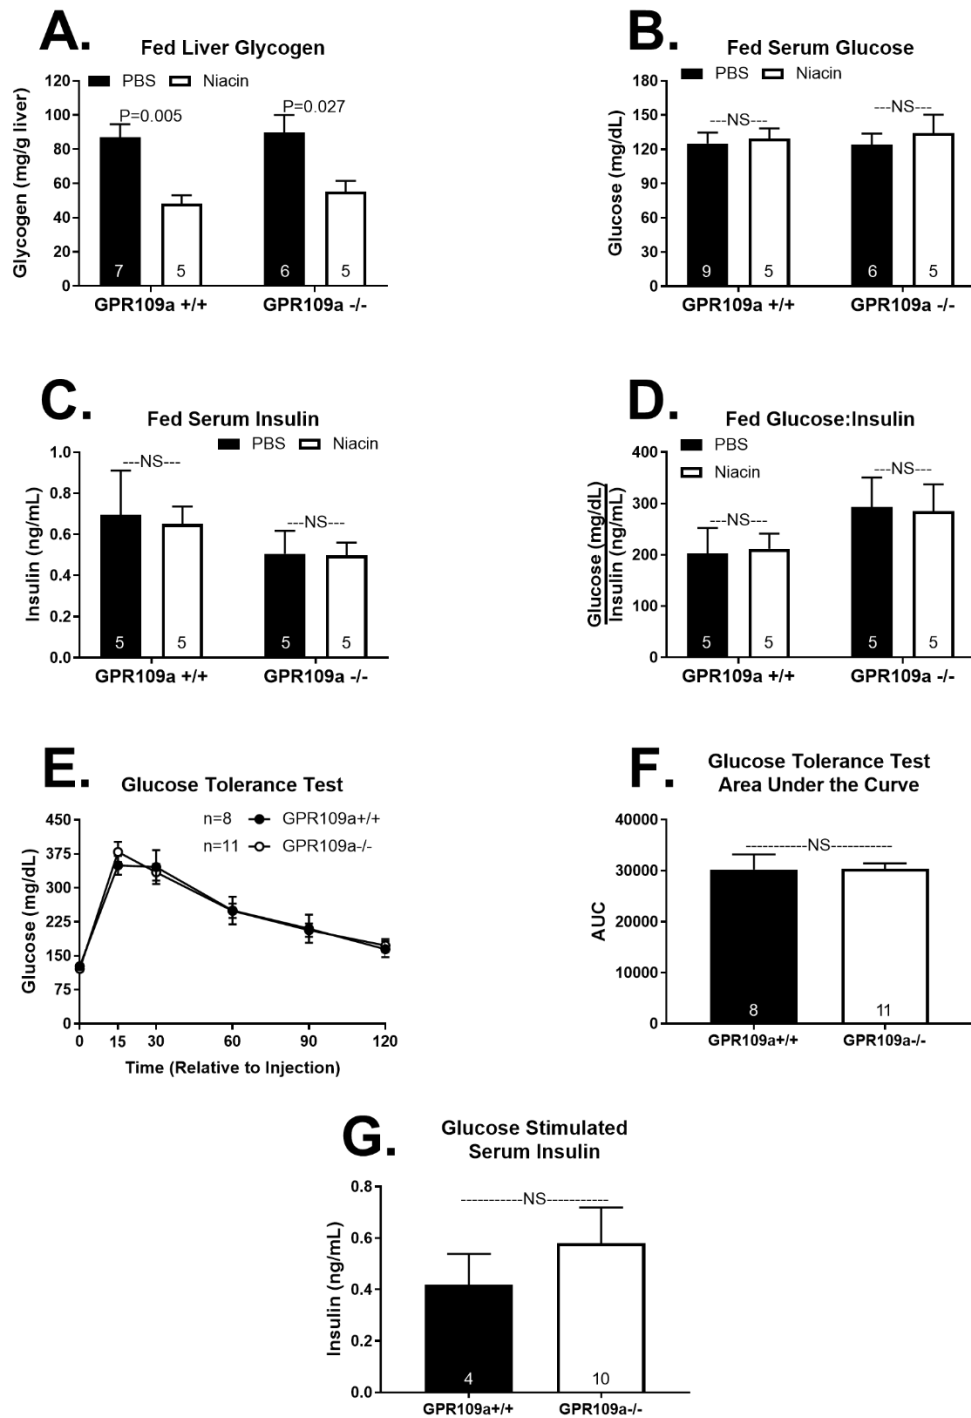 A.
Fed Liver Glycogen
PBS Niacin
Glycogen (mg/g liver)
120
100
80
60
40
20
0
P=0.005
P=0.027
7 5 6 5
GPR109a +/+ GPR109a -/-
B.
Fed Serum Glucose
PBS Niacin
Glucose (mg/dL)
180
150
120
90
60
30
0
---NS---
---NS---
9 5 6 5
GPR109a +/+ GPR109a -/-
C.
Fed Serum Insulin
PBS Niacin
Insulin (ng/mL)
1.0
0.8
0.6
0.4
0.2
0.0
---NS---
---NS---
5 5 5 5
GPR109a +/+ GPR109a -/-
D.
Fed Glucose:Insulin
PBS
Niacin
Glucose (mg/dL)
Insulin (ng/mL)
400
300
200
100
0
---NS---
---NS---
5 5 5 5
GPR109a +/+ GPR109a -/-
E.
Glucose Tolerance Test
n=8 GPR109a+/+
n=11 GPR109a-/-
Glucose (mg/dL)
450
375
300
225
150
75
0
0 15 30 60 90 120
Time (Relative to Injection)
F.
Glucose Tolerance Test
Area Under the Curve
AUC
40000
30000
20000
10000
0
-----------NS-----------
8 11
GPR109a+/+ GPR109a-/-
G.
Glucose Stimulated
Serum Insulin
Insulin (ng/mL)
0.8
0.6
0.4
0.2
0.0
-----------NS-----------
4 10
GPR109a+/+ GPR109a-/-